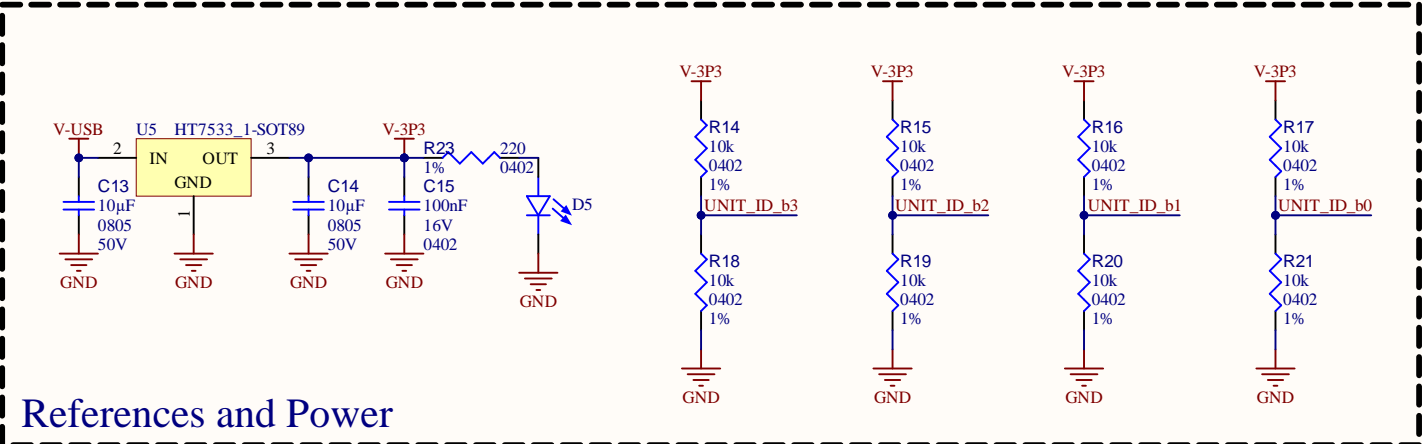 V-USB
2
U5 HT7533_1-SOT89
IN OUT
GND
3
1
C13
10µF
0805
50V
GND
GND
C14
10µF
0805
50V
GND
V-3P3
R23
1%
220
0402
C15
100nF
16V
0402
GND
D5
GND
V-3P3
R14
10k
0402
1%
UNIT_ID_b3
R18
10k
0402
1%
GND
V-3P3
R15
10k
0402
1%
UNIT_ID_b2
R19
10k
0402
1%
GND
V-3P3
R16
10k
0402
1%
UNIT_ID_b1
R20
10k
0402
1%
GND
V-3P3
R17
10k
0402
1%
UNIT_ID_b0
R21
10k
0402
1%
GND
References and Power